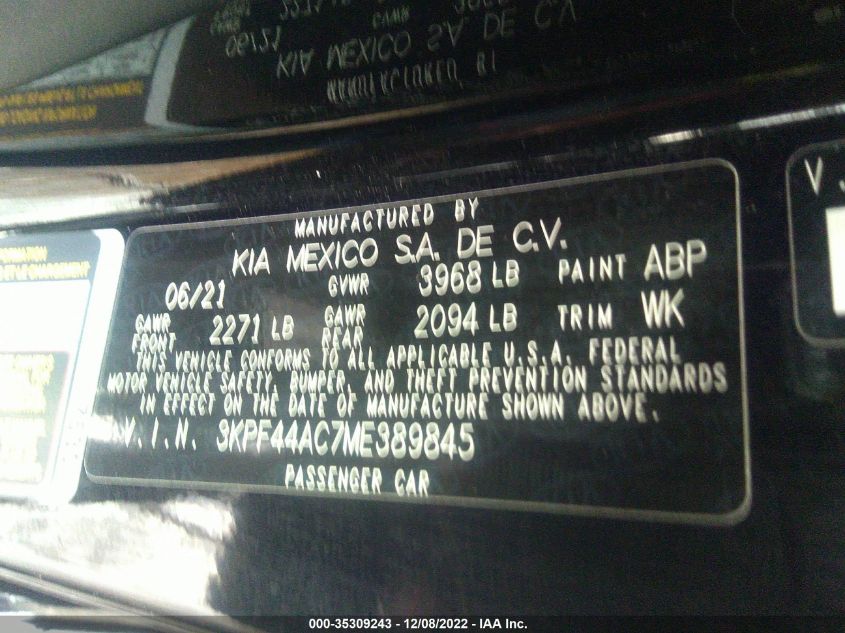 MANUFACTURED BY
KIA MEXICO S.A. DE C.V.
06/21 GVWR 3968 LB PAINT ABP
GAWR FRONT 2271 LB GAWR REAR 2094 LB TRIM WK
THIS VEHICLE CONFORMS TO ALL APPLICABLE U.S.A. FEDERAL
MOTOR VEHICLE SAFETY, BUMPER, AND THEFT PREVENTION STANDARDS
IN EFFECT ON THE DATE OF MANUFACTURE SHOWN ABOVE.
V.I.N. 3KPF44AC7ME389845
PASSENGER CAR
V.
000-35309243 - 12/08/2022 - IAA Inc.